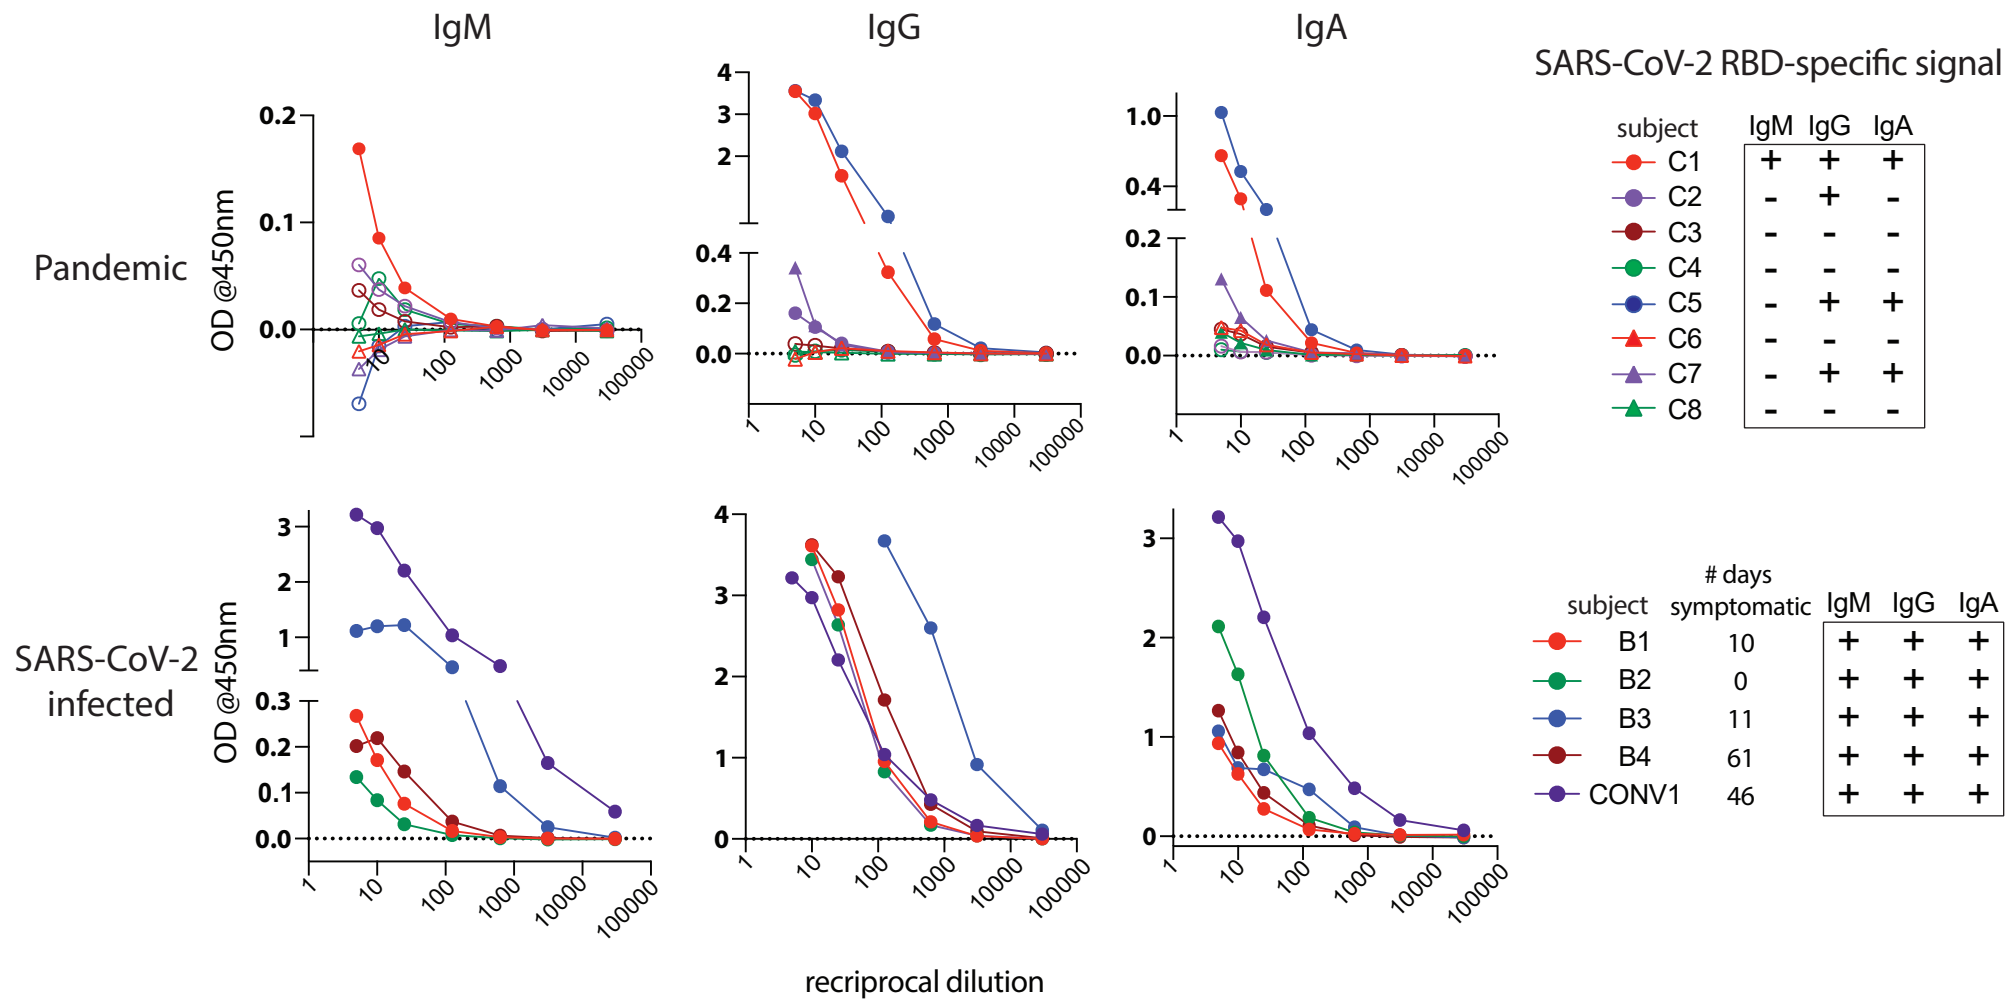 IgM IgG IgA
SARS-CoV-2 RBD-specific signal
Pandemic
OD @450nm
0.2
0.1
0.0
10
100
1000
10000
100000
4
3
2
0.4
0.2
0.0
1
10
100
1000
10000
100000
1.0
0.4
0.2
0.1
0.0
1
10
100
1000
10000
100000
subject IgM IgG IgA
C1 + + +
C2 - + -
C3 - - -
C4 - - -
C5 - + +
C6 - - -
C7 - + +
C8 - - -
SARS-CoV-2
infected
OD @450nm
3
2
1
0.3
0.2
0.1
0.0
1
10
100
1000
10000
100000
4
3
2
1
0
1
10
100
1000
10000
100000
3
2
1
0
1
10
100
1000
10000
100000
# days
subject symptomatic IgM IgG IgA
B1 10 + + +
B2 0 + + +
B3 11 + + +
B4 61 + + +
CONV1 46 + + +
recriprocal dilution